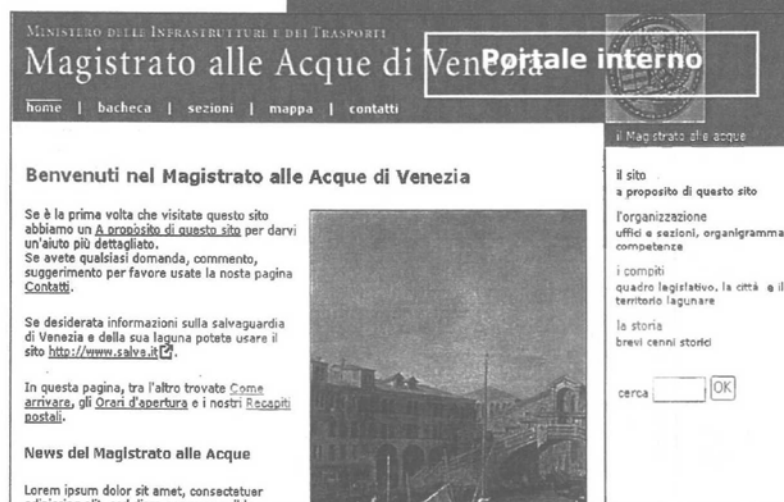 MINISTERO DELLE INFRASTRUTTURE E DEI TRASPORTI
Magistrato alle Acque di Venezia
Portale interno
home | bacheca | sezioni | mappa | contatti
il Magistrato alle acque
Benvenuti nel Magistrato alle Acque di Venezia
Se è la prima volta che visitate questo sito
abbiamo un A proposito di questo sito per darvi
un'aiuto più dettagliato.
Se avete qualsiasi domanda, commento,
suggerimento per favore usate la nosta pagina
Contatti.
Se desiderata informazioni sulla salvaguardia
di Venezia e della sua laguna potete usare il
sito http://www.salve.it.
In questa pagina, tra l'altro trovate Come
arrivare, gli Orari d'apertura e i nostri Recapiti
postali.
News del Magistrato alle Acque
Lorem ipsum dolor sit amet, consectetuer
il sito
a proposito di questo sito
l'organizzazione
uffici e sezioni, organigramma
competenze
i compiti
quadro legislativo, la città e il
territorio lagunare
la storia
brevi cenni storici
cerca OK